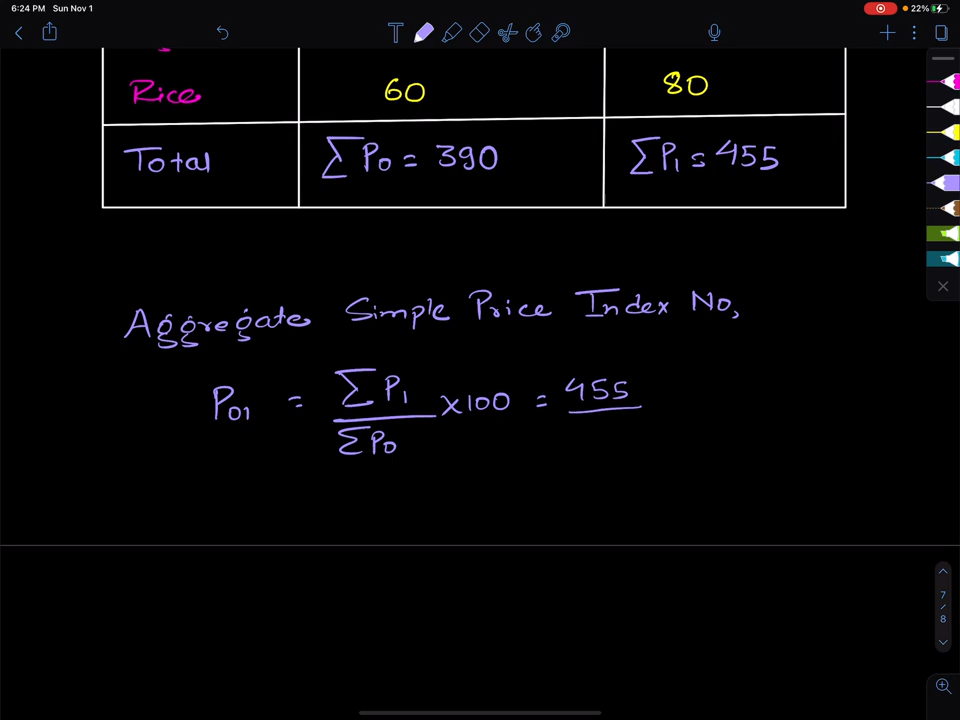 6:24 PM Sun Nov 1
22%
T
Rice 60 80
Total ∑P0 = 390 ∑P1 = 455
Aggregate Simple Price Index No,
P01 = ∑P1 / ∑P0 ×100 = 455
7
/
8